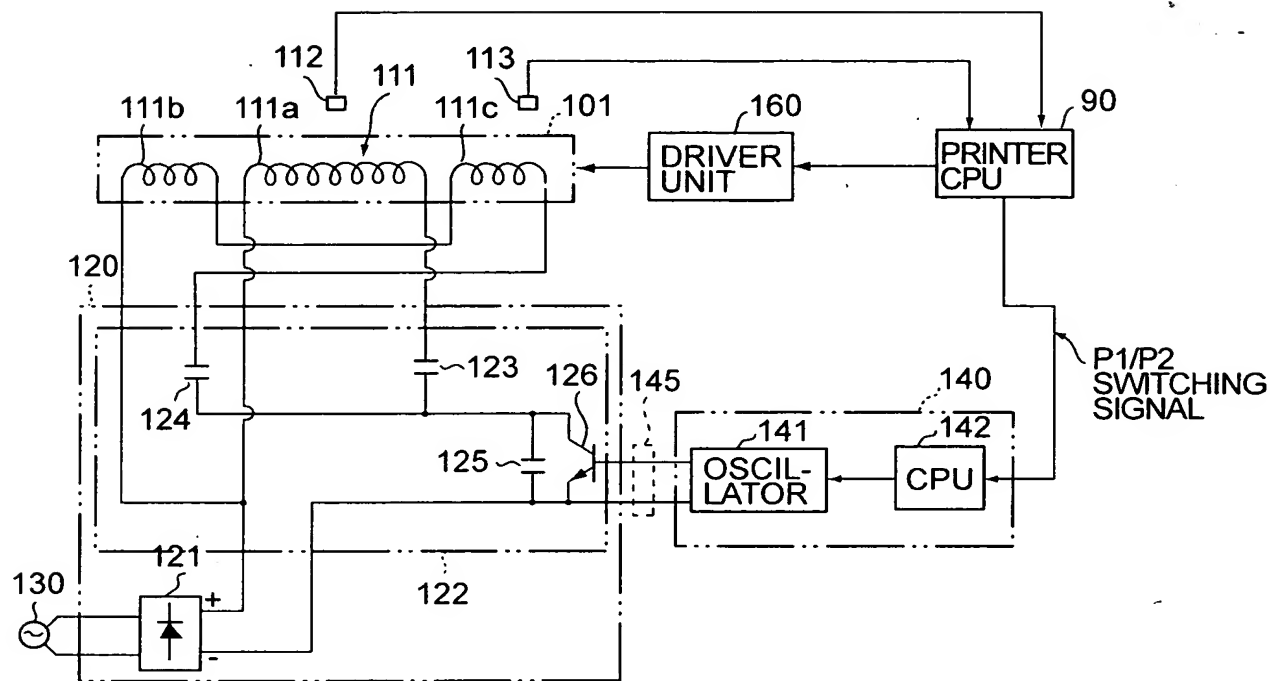 112
113
111
111b
111a
111c
101
160
90
DRIVER
UNIT
PRINTER
CPU
120
123
124
126
145
P1/P2
SWITCHING
SIGNAL
140
125
141
142
OSCIL-
LATOR
CPU
121
122
130
+
-